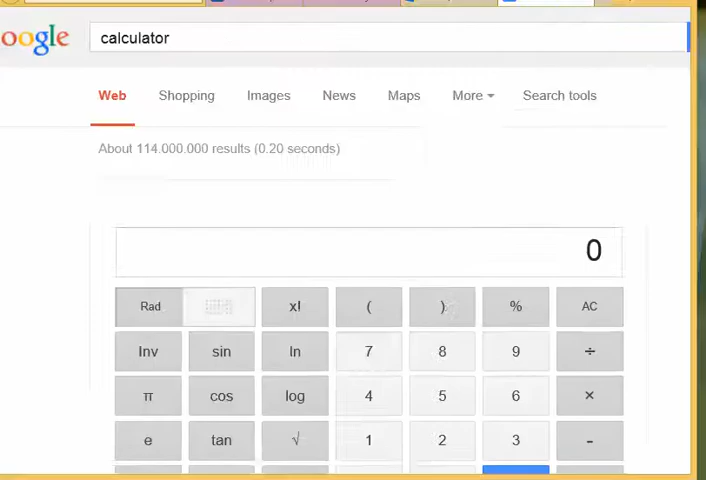 oogle calculator
Web Shopping Images News Maps More Search tools
About 114.000.000 results (0.20 seconds)
0
Rad x! ( ) % AC
Inv sin ln 7 8 9 ÷
π cos log 4 5 6 ×
e tan √ 1 2 3 -